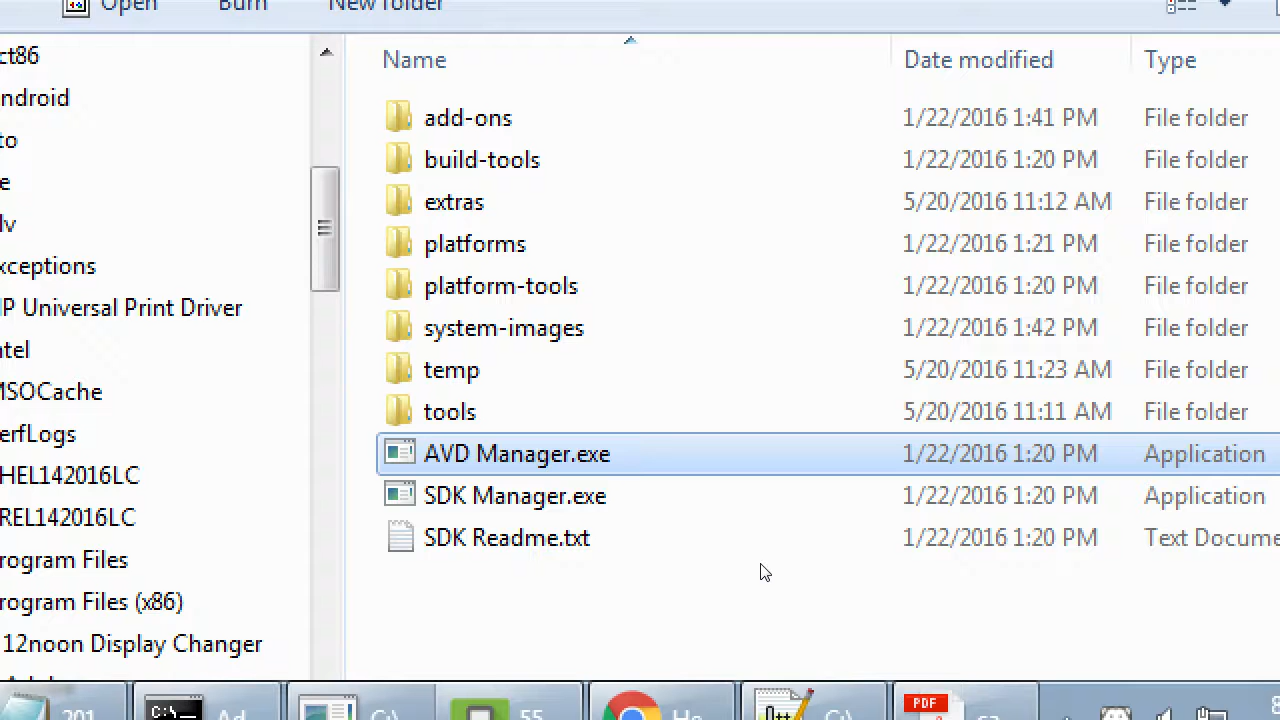 Open Burn New folder
Name Date modified Type
ct86
ndroid
to
e
lv
xceptions
IP Universal Print Driver
ntel
MSOCache
erfLogs
HEL142016LC
REL142016LC
rogram Files
rogram Files (x86)
12noon Display Changer
add-ons 1/22/2016 1:41 PM File folder
build-tools 1/22/2016 1:20 PM File folder
extras 5/20/2016 11:12 AM File folder
platforms 1/22/2016 1:21 PM File folder
platform-tools 1/22/2016 1:20 PM File folder
system-images 1/22/2016 1:42 PM File folder
temp 5/20/2016 11:23 AM File folder
tools 5/20/2016 11:11 AM File folder
AVD Manager.exe 1/22/2016 1:20 PM Application
SDK Manager.exe 1/22/2016 1:20 PM Application
SDK Readme.txt 1/22/2016 1:20 PM Text Docume
201 C:\ Ad C:\ 55 He C:\ PDF